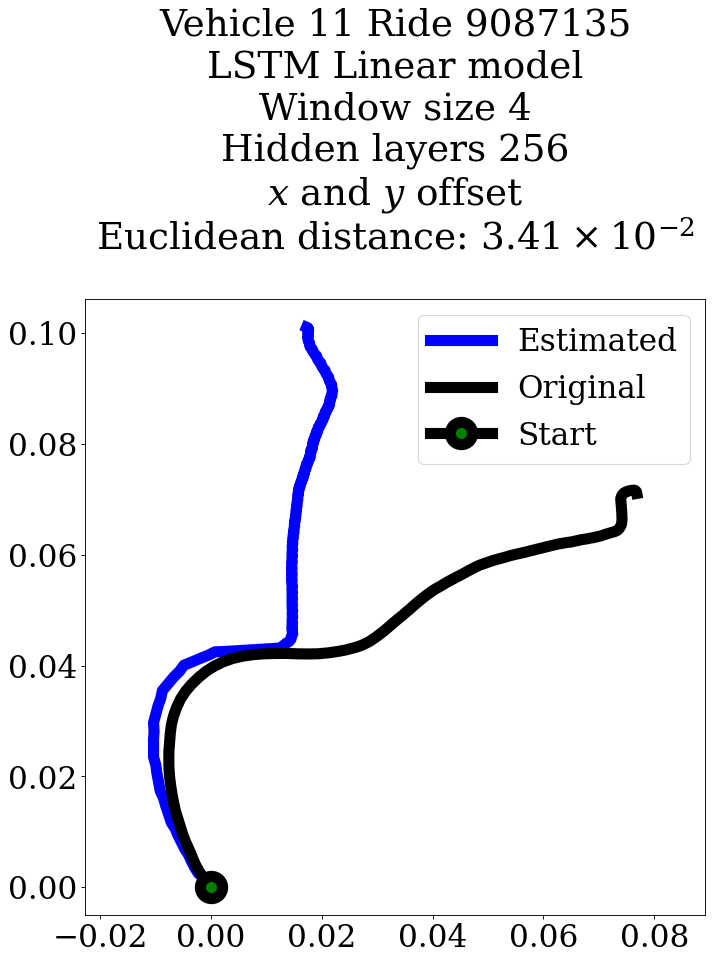 Vehicle 11 Ride 9087135
LSTM Linear model
Window size 4
Hidden layers 256
x and y offset
Euclidean distance: 3.41 × 10⁻²
Estimated
Original
Start
0.10
0.08
0.06
0.04
0.02
0.00
−0.02 0.00 0.02 0.04 0.06 0.08